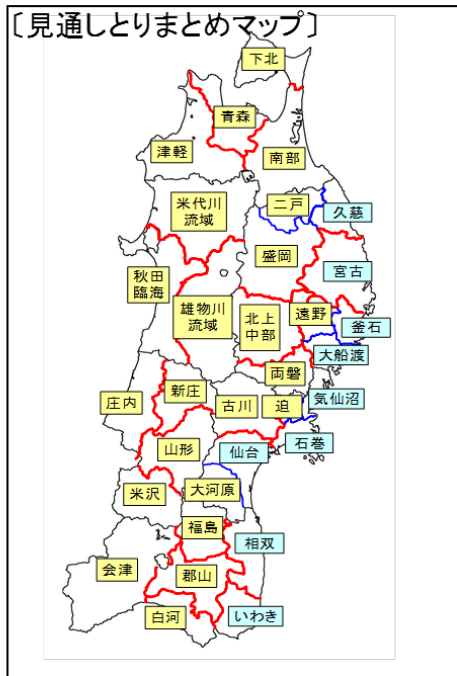 〔見通しとりまとめマップ〕
下北
青森
津軽
南部
米代川
流域
二戸
久慈
盛岡
宮古
秋田
臨海
雄物川
流域
北上
中部
遠野
釜石
大船渡
両磐
新庄
庄内
古川
迫
気仙沼
山形
仙台
石巻
米沢
大河原
福島
相双
会津
郡山
白河
いわき